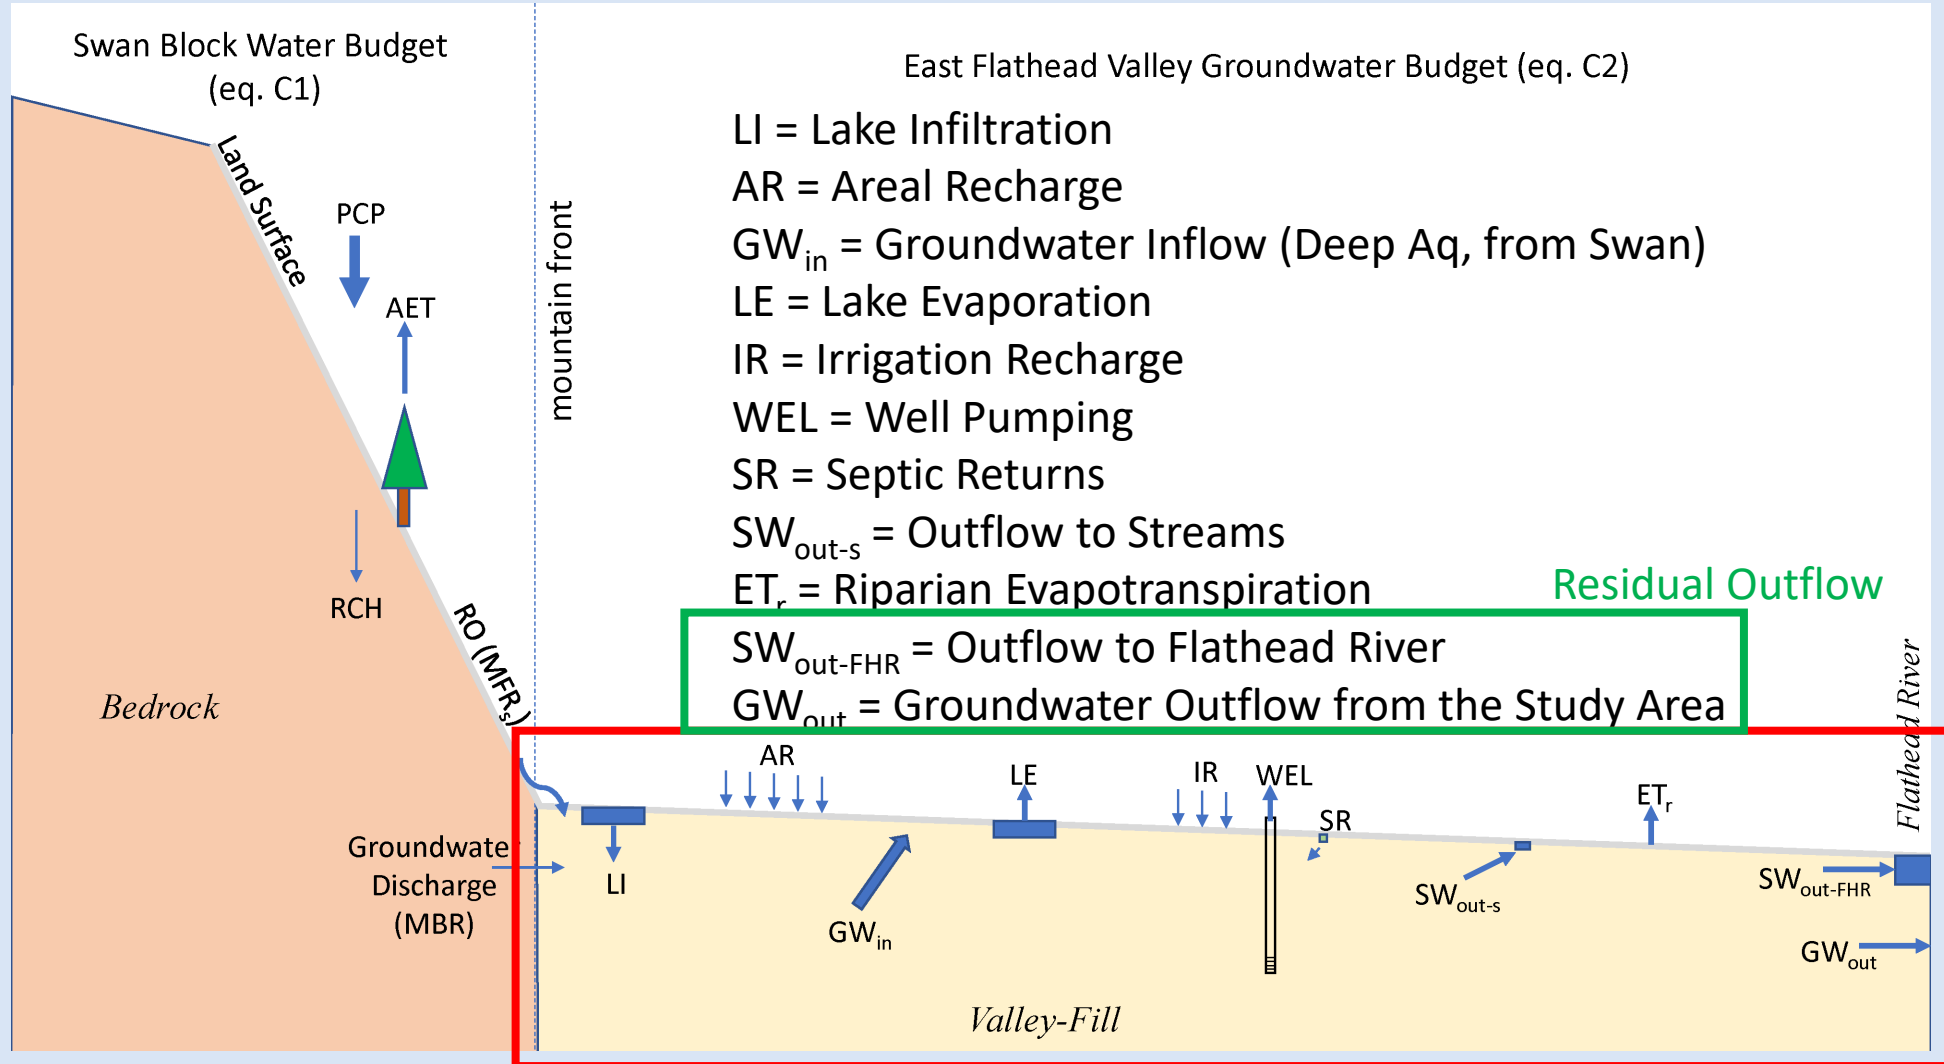 Swan Block Water Budget
(eq. C1)
East Flathead Valley Groundwater Budget (eq. C2)
LI = Lake Infiltration
AR = Areal Recharge
GWin = Groundwater Inflow (Deep Aq, from Swan)
LE = Lake Evaporation
IR = Irrigation Recharge
WEL = Well Pumping
SR = Septic Returns
SWout-s = Outflow to Streams
ETr = Riparian Evapotranspiration
Residual Outflow
SWout-FHR = Outflow to Flathead River
GWout = Groundwater Outflow from the Study Area
Land Surface
PCP
AET
mountain front
RCH
RO (MFRs)
Bedrock
Flathead River
AR
LE
IR
WEL
SR
ETr
Groundwater
Discharge
(MBR)
LI
GWin
SWout-s
SWout-FHR
GWout
Valley-Fill